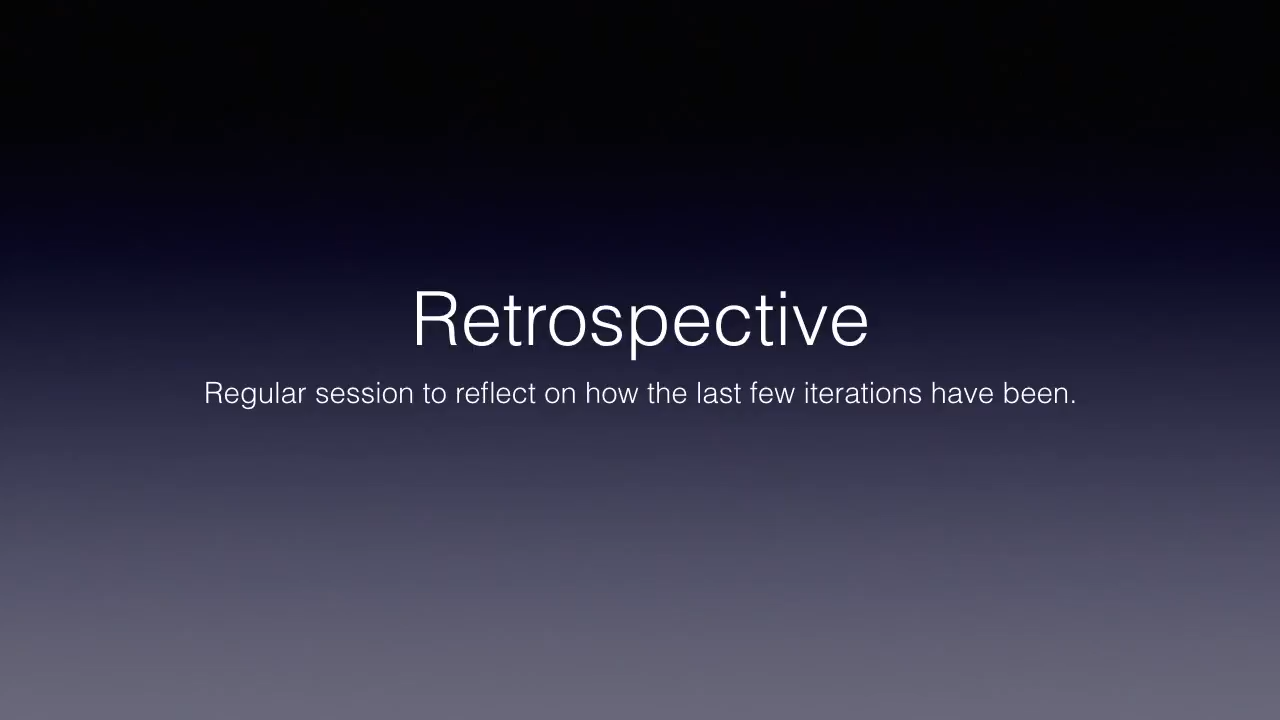 Retrospective
Regular session to reflect on how the last few iterations have been.